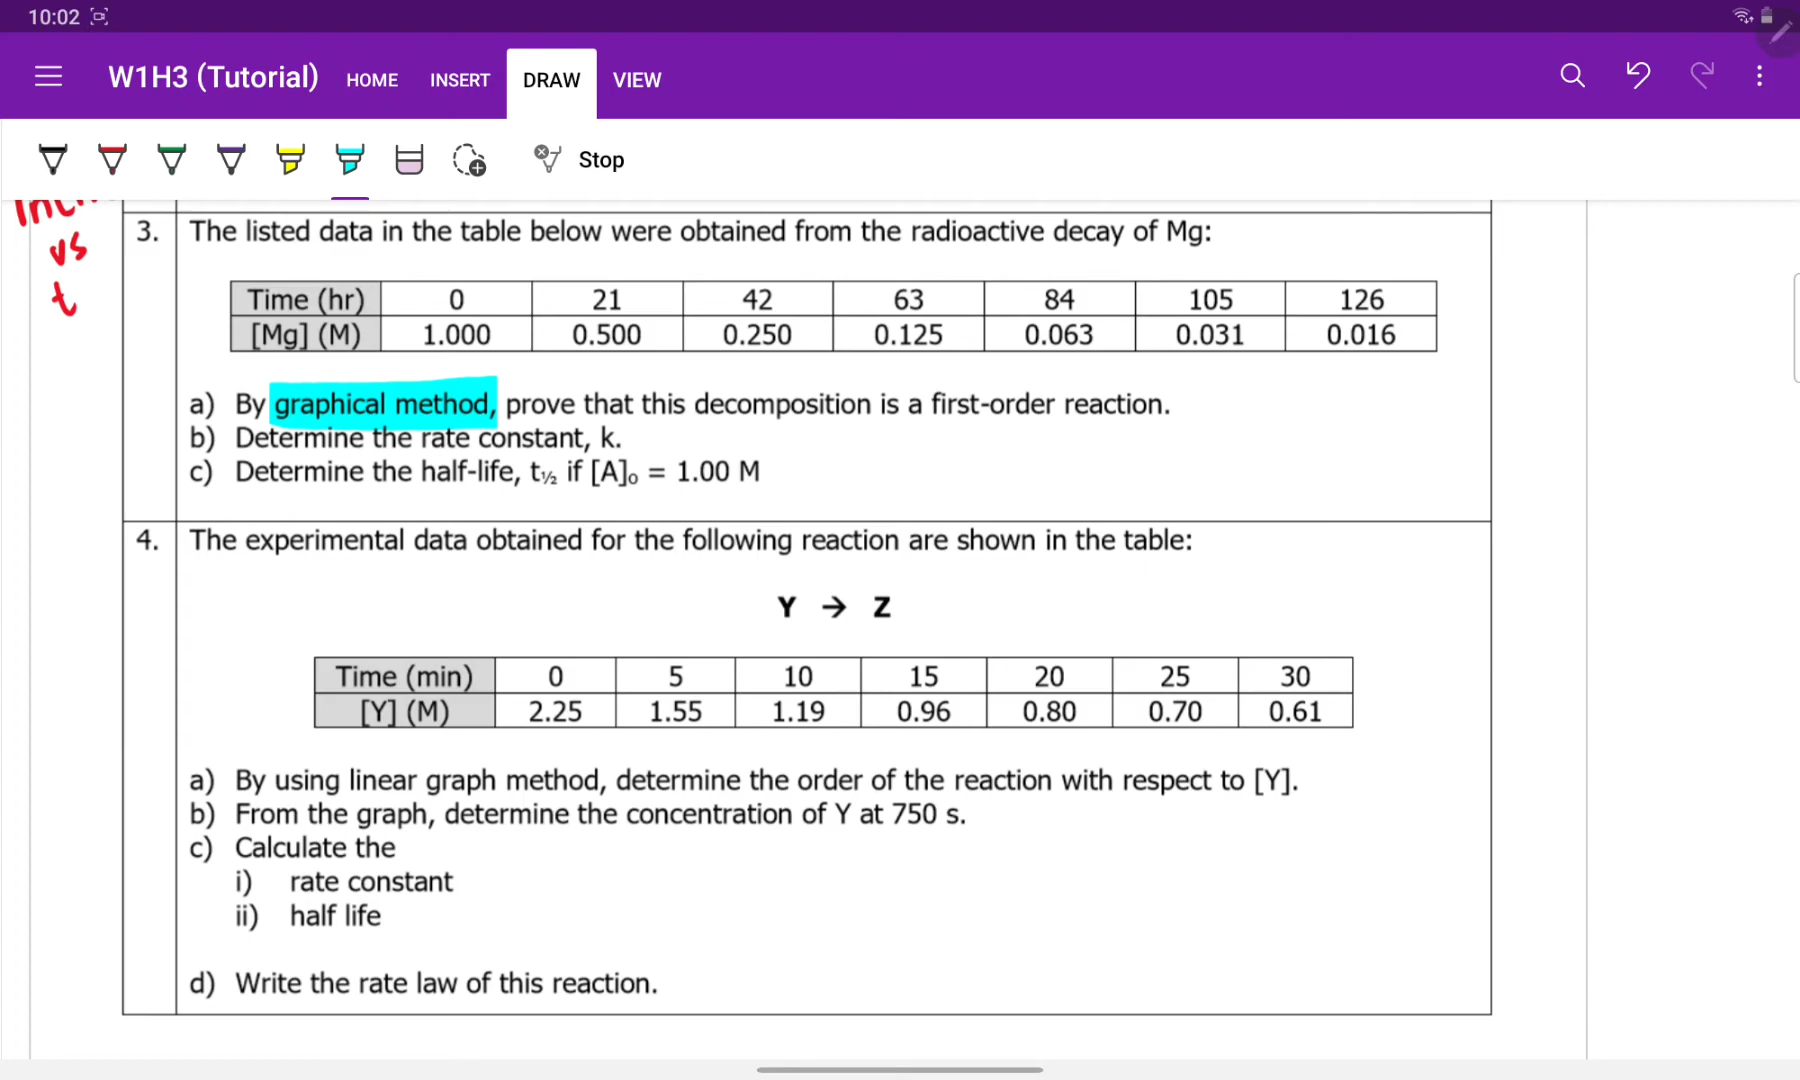 10:02
W1H3 (Tutorial) HOME INSERT DRAW VIEW
Stop
vs
t
3. The listed data in the table below were obtained from the radioactive decay of Mg:
Time (hr) 0 21 42 63 84 105 126
[Mg] (M) 1.000 0.500 0.250 0.125 0.063 0.031 0.016
a) By graphical method, prove that this decomposition is a first-order reaction.
b) Determine the rate constant, k.
c) Determine the half-life, t½ if [A]₀ = 1.00 M
4. The experimental data obtained for the following reaction are shown in the table:
Y → Z
Time (min) 0 5 10 15 20 25 30
[Y] (M) 2.25 1.55 1.19 0.96 0.80 0.70 0.61
a) By using linear graph method, determine the order of the reaction with respect to [Y].
b) From the graph, determine the concentration of Y at 750 s.
c) Calculate the
i) rate constant
ii) half life
d) Write the rate law of this reaction.